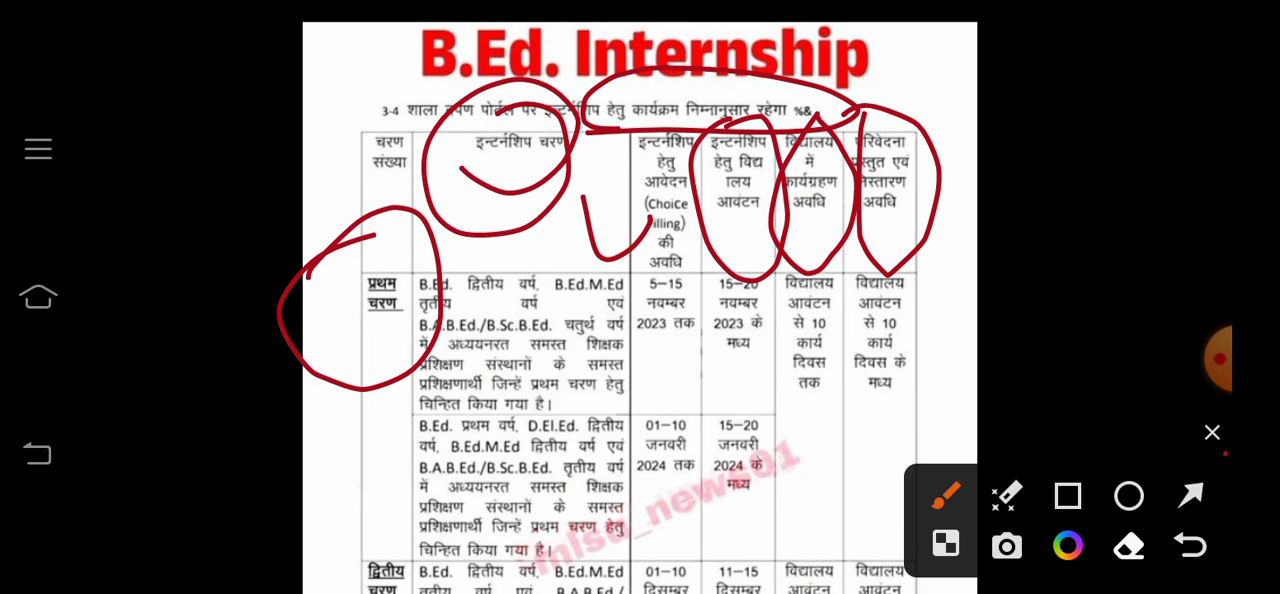 B.Ed. Internship
3-4 शाला दर्पण पोर्टल पर इन्टर्नशिप हेतु कार्यक्रम निम्नानुसार रहेगा %&
चरण संख्या
इन्टर्नशिप चरण
इन्टर्नशिप
हेतु
आवेदन
(Choice
filling)
की
अवधि
इन्टर्नशिप
हेतु विद्या
लय
आवंटन
विद्यालय
में
कार्यग्रहण
अवधि
परिवेदना
प्रस्तुत एवं
निस्तारण
अवधि
प्रथम
चरण
B.Ed. द्वितीय वर्ष, B.Ed.M.Ed
तृतीय वर्ष एवं
B.A.B.Ed./B.Sc.B.Ed. चतुर्थ वर्ष
में अध्ययनरत समस्त शिक्षक
प्रशिक्षण संस्थानों के समस्त
प्रशिक्षणार्थी जिन्हें प्रथम चरण हेतु
चिन्हित किया गया है।
5-15
नवम्बर
2023 तक
15-20
नवम्बर
2023 के
मध्य
विद्यालय
आवंटन
से 10
कार्य
दिवस
तक
विद्यालय
आवंटन
से 10
कार्य
दिवस के
मध्य
B.Ed. प्रथम वर्ष, D.El.Ed. द्वितीय
वर्ष, B.Ed.M.Ed द्वितीय वर्ष एवं
B.A.B.Ed./B.Sc.B.Ed. तृतीय वर्ष
में अध्ययनरत समस्त शिक्षक
प्रशिक्षण संस्थानों के समस्त
प्रशिक्षणार्थी जिन्हें प्रथम चरण हेतु
चिन्हित किया गया है।
01-10
जनवरी
2024 तक
15-20
जनवरी
2024 के
मध्य
द्वितीय
चरण
B.Ed. द्वितीय वर्ष, B.Ed.M.Ed
तृतीय वर्ष एवं B.A.B.Ed./
01-10
दिसम्बर
11-15
दिसम्बर
विद्यालय
आवंटन
विद्यालय
आवंटन